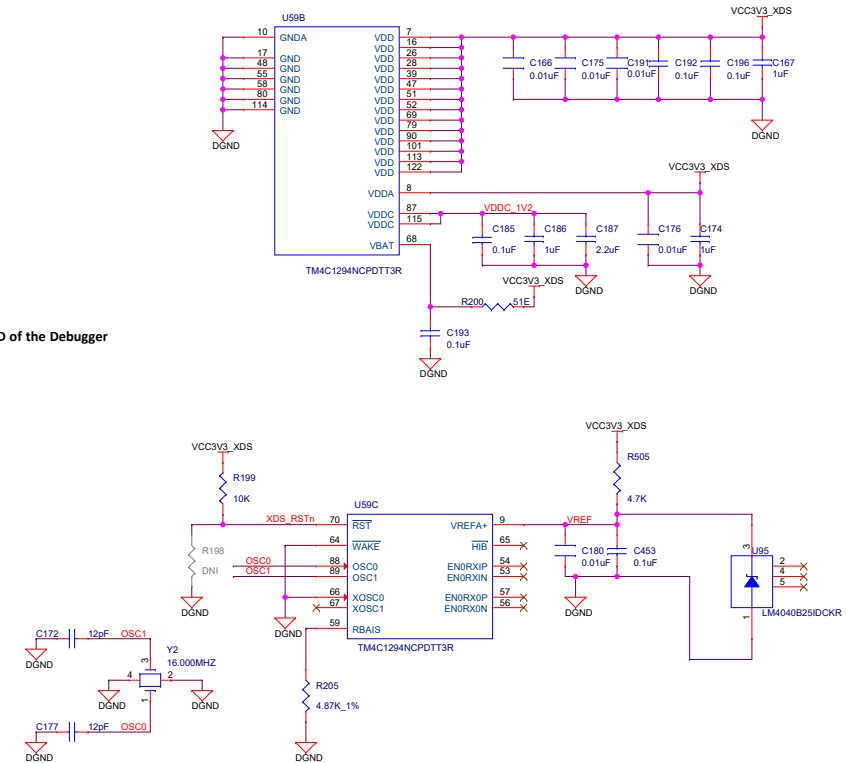 U59B
VCC3V3_XDS
10 GNDA VDD 7
VDD 16
17 GND VDD 26
48 GND VDD 28
55 GND VDD 39
58 GND VDD 47
80 GND VDD 51
114 GND VDD 52
VDD 69
VDD 79
VDD 90
VDD 101
VDD 113
VDD 122
C166 C175 C191 C192 C196 C167
0.01uF 0.01uF 0.01uF 0.1uF 0.1uF 1uF
DGND
DGND
VCC3V3_XDS
VDDA 8
VDDC 87 VDDC_1V2
VDDC 115
VBAT 68
C185 C186 C187 C176 C174
0.1uF 1uF 2.2uF 0.01uF 1uF
TM4C1294NCPDTT3R
VCC3V3_XDS
DGND
DGND
R200 51E
C193
0.1uF
DGND
D of the Debugger
VCC3V3_XDS
VCC3V3_XDS
R199
10K
R505
4.7K
U59C
XDS_RSTn 70 RST VREFA+ 9 VREF
64 WAKE HIB 65
R198
DNI
OSC0 88 OSC0 EN0RXIP 54
OSC1 89 OSC1 EN0RXIN 53
66 XOSC0 EN0RX0P 57
67 XOSC1 EN0RX0N 56
59 RBAIS
C180 C453
0.01uF 0.1uF
U95
3
2
4
5
1
LM4040B25IDCKR
DGND
DGND
DGND
TM4C1294NCPDTT3R
C172 12pF OSC1
DGND
Y2
16.000MHZ
3
4 2
1
DGND
DGND
R205
4.87K_1%
C177 12pF OSC0
DGND
DGND